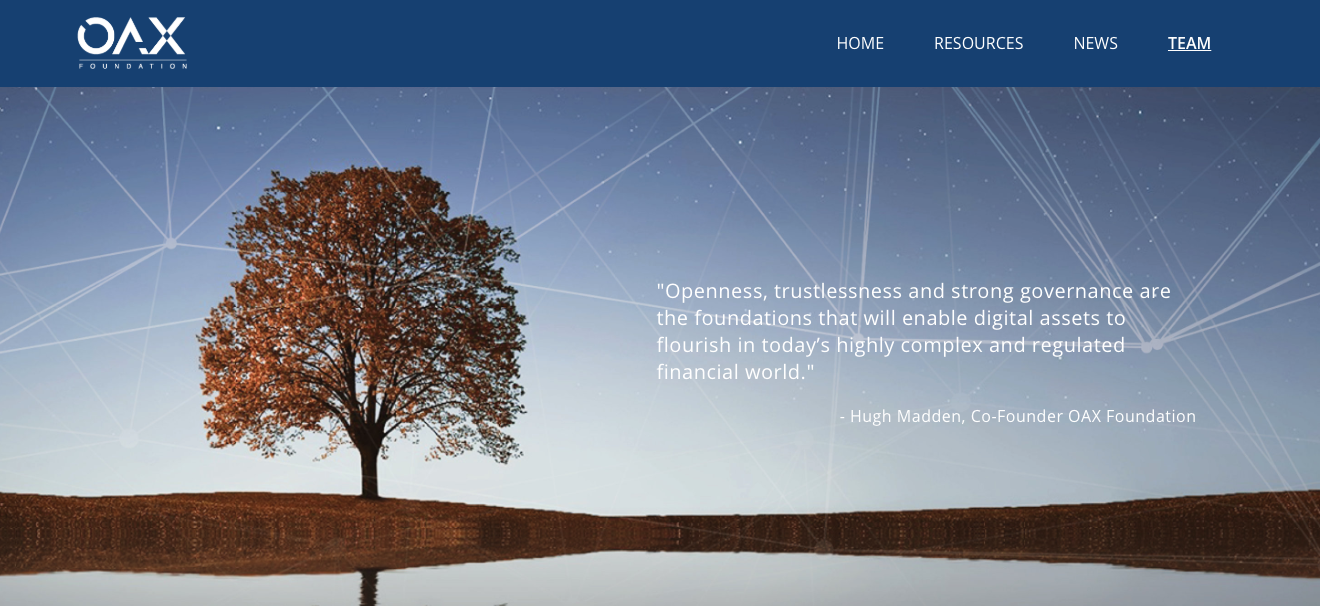 OAX
FOUNDATION
HOME RESOURCES NEWS TEAM
"Openness, trustlessness and strong governance are
the foundations that will enable digital assets to
flourish in today’s highly complex and regulated
financial world."
- Hugh Madden, Co-Founder OAX Foundation